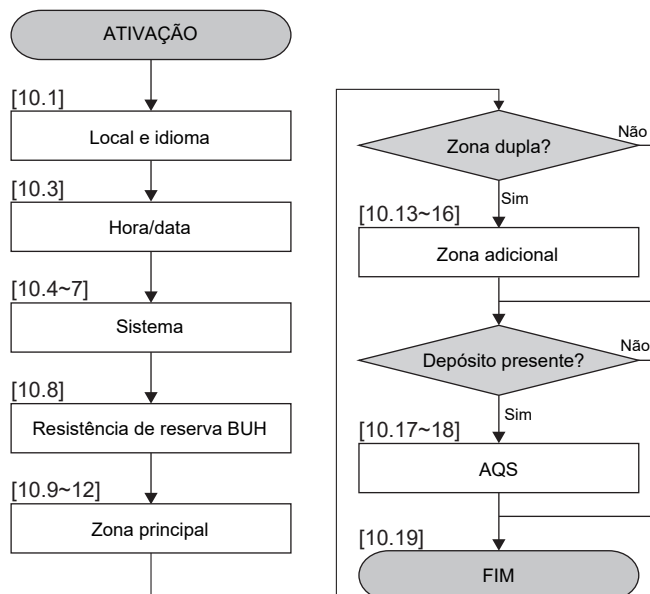 ATIVAÇÃO
[10.1]
Local e idioma
[10.3]
Hora/data
[10.4~7]
Sistema
[10.8]
Resistência de reserva BUH
[10.9~12]
Zona principal
Zona dupla?
Não
Sim
[10.13~16]
Zona adicional
Depósito presente?
Não
Sim
[10.17~18]
AQS
[10.19]
FIM